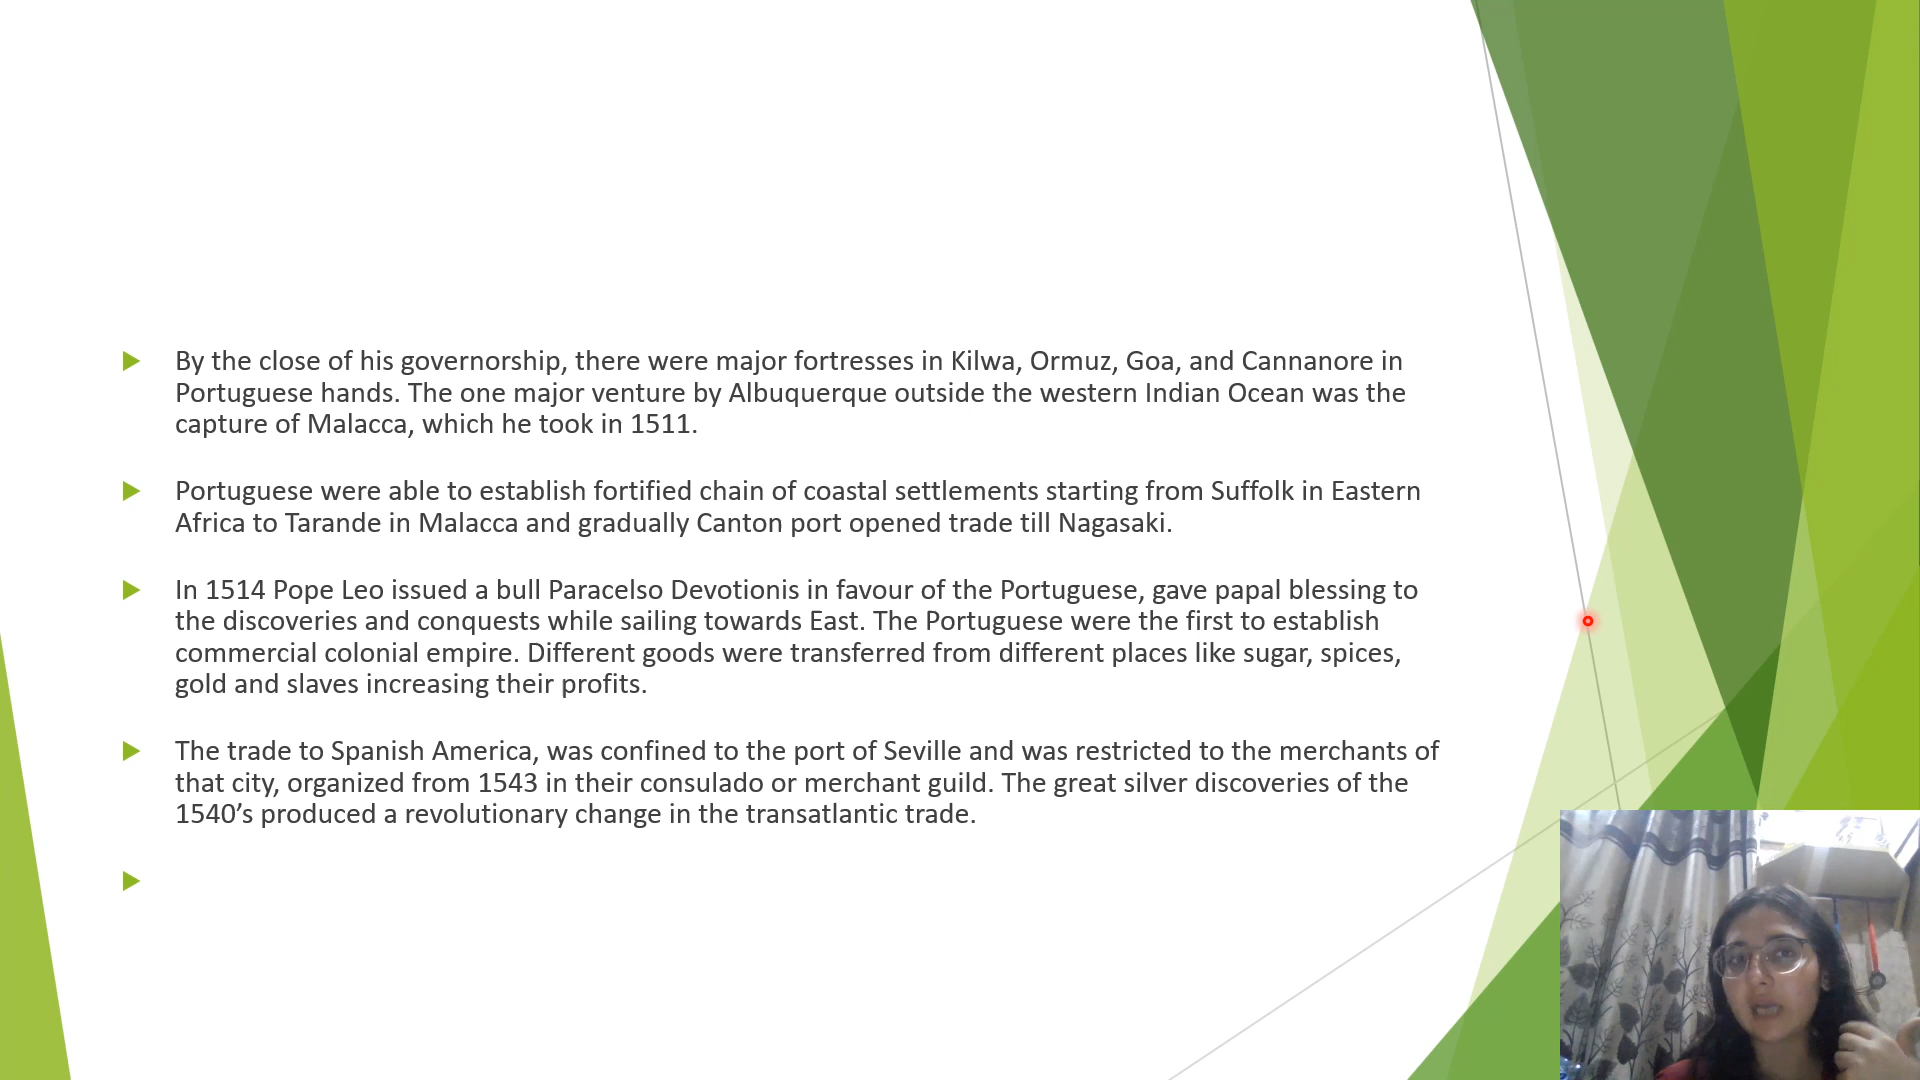 By the close of his governorship, there were major fortresses in Kilwa, Ormuz, Goa, and Cannanore in
Portuguese hands. The one major venture by Albuquerque outside the western Indian Ocean was the
capture of Malacca, which he took in 1511.
Portuguese were able to establish fortified chain of coastal settlements starting from Suffolk in Eastern
Africa to Tarande in Malacca and gradually Canton port opened trade till Nagasaki.
In 1514 Pope Leo issued a bull Paracelso Devotionis in favour of the Portuguese, gave papal blessing to
the discoveries and conquests while sailing towards East. The Portuguese were the first to establish
commercial colonial empire. Different goods were transferred from different places like sugar, spices,
gold and slaves increasing their profits.
The trade to Spanish America, was confined to the port of Seville and was restricted to the merchants of
that city, organized from 1543 in their consulado or merchant guild. The great silver discoveries of the
1540’s produced a revolutionary change in the transatlantic trade.